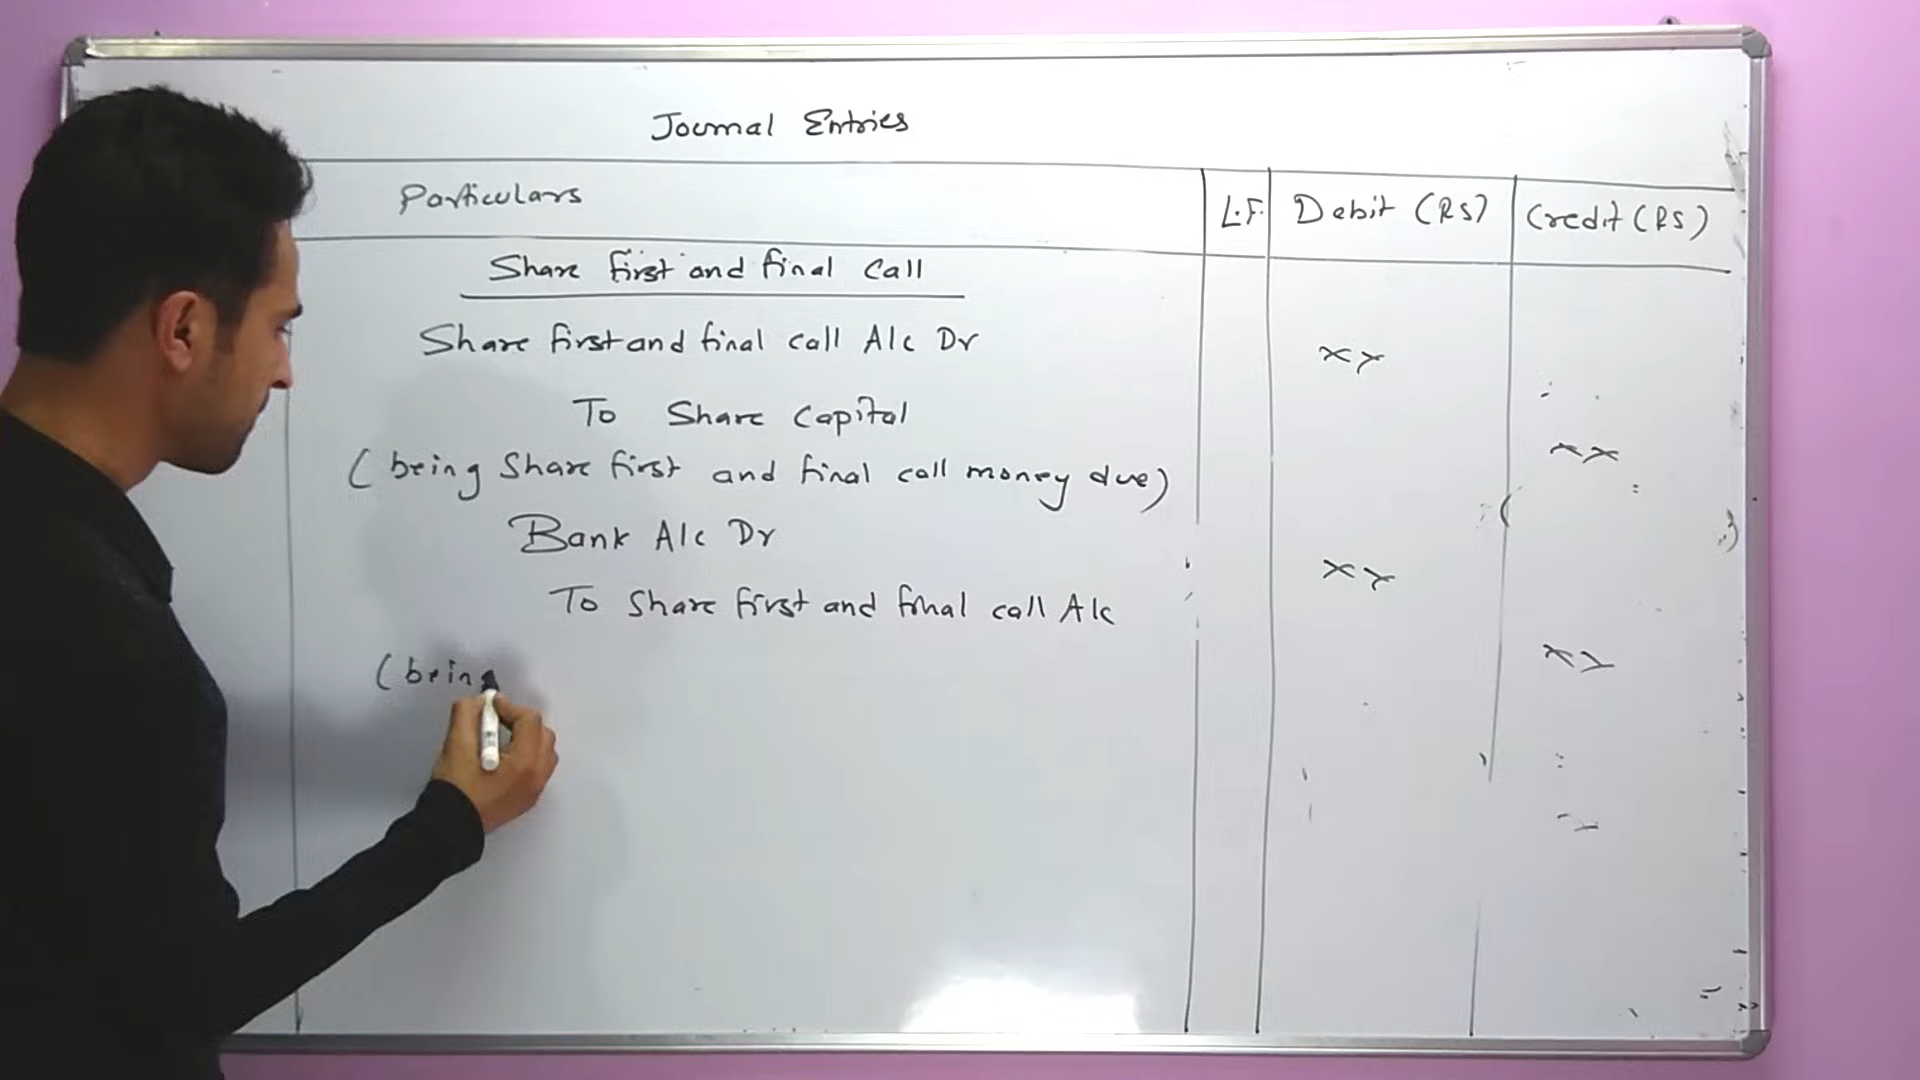 Journal Entries
Particulars L.F. Debit (RS) Credit (RS)
Share first and final Call
Share first and final call A/c Dr xx
To Share Capital xx
(being Share first and final call money due)
Bank A/c Dr xx
To Share first and final call A/c xx
(being